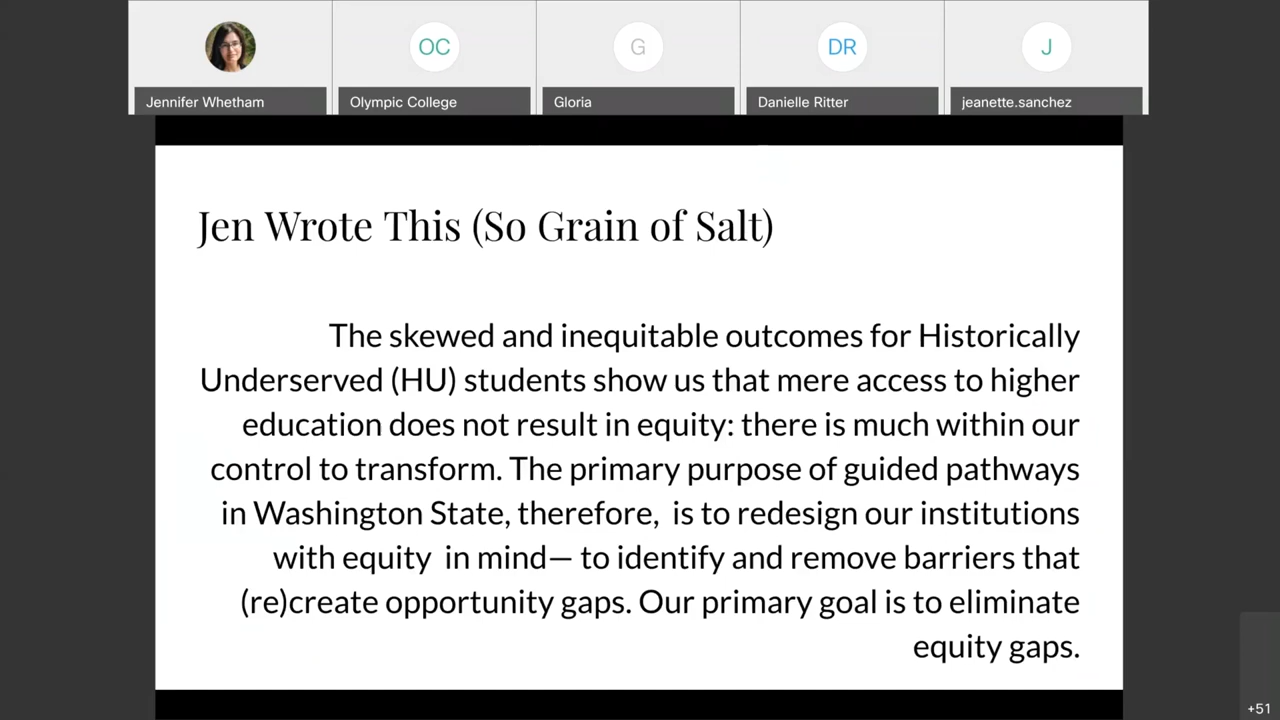 OC
G
DR
J
Jennifer Whetham
Olympic College
Gloria
Danielle Ritter
jeanette.sanchez
Jen Wrote This (So Grain of Salt)
The skewed and inequitable outcomes for Historically
Underserved (HU) students show us that mere access to higher
education does not result in equity: there is much within our
control to transform. The primary purpose of guided pathways
in Washington State, therefore,  is to redesign our institutions
with equity  in mind— to identify and remove barriers that
(re)create opportunity gaps. Our primary goal is to eliminate
equity gaps.
+51